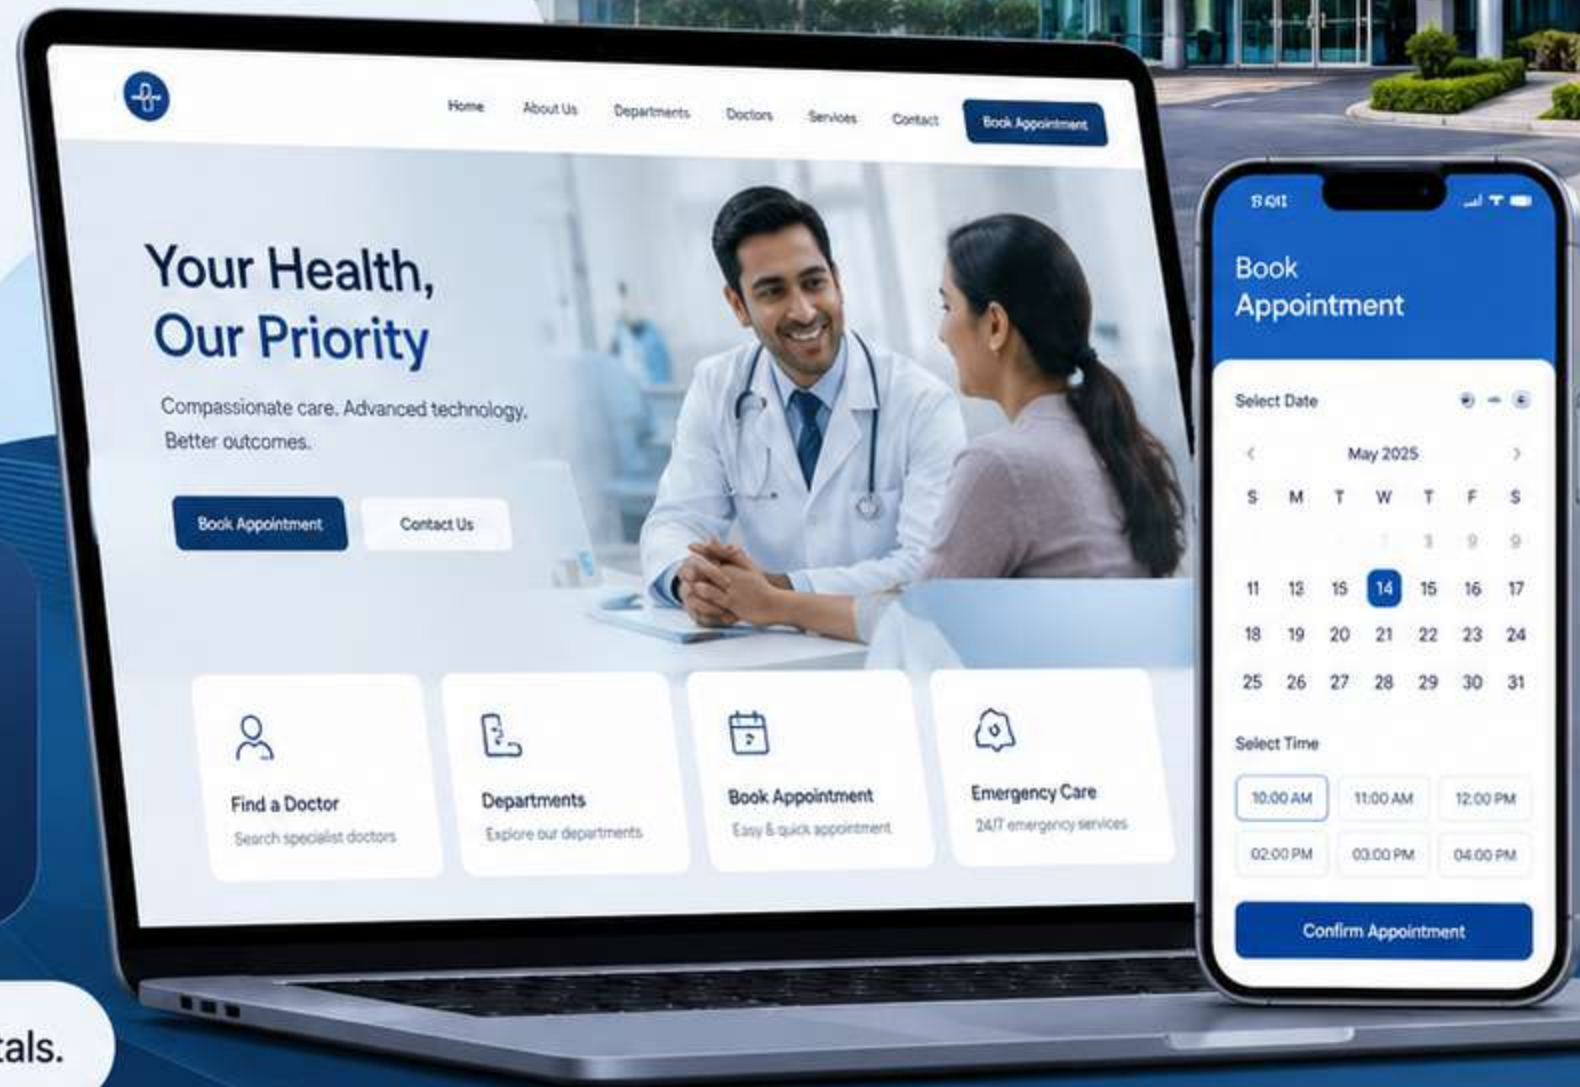 Home About Us Departments Doctors Services Contact Book Appointment
Your Health,
Our Priority
Compassionate care. Advanced technology.
Better outcomes.
Book Appointment Contact Us
Find a Doctor
Search specialist doctors
Departments
Explore our departments
Book Appointment
Easy & quick appointment
Emergency Care
24/7 emergency services
Book
Appointment
Select Date
May 2025
S M T W T F S
11 14 15 16 17
18 19 20 21 22 23 24
25 26 27 28 29 30 31
Select Time
10:00 AM 11:00 AM 12:00 PM
02:00 PM 03:00 PM 04:00 PM
Confirm Appointment
tals.